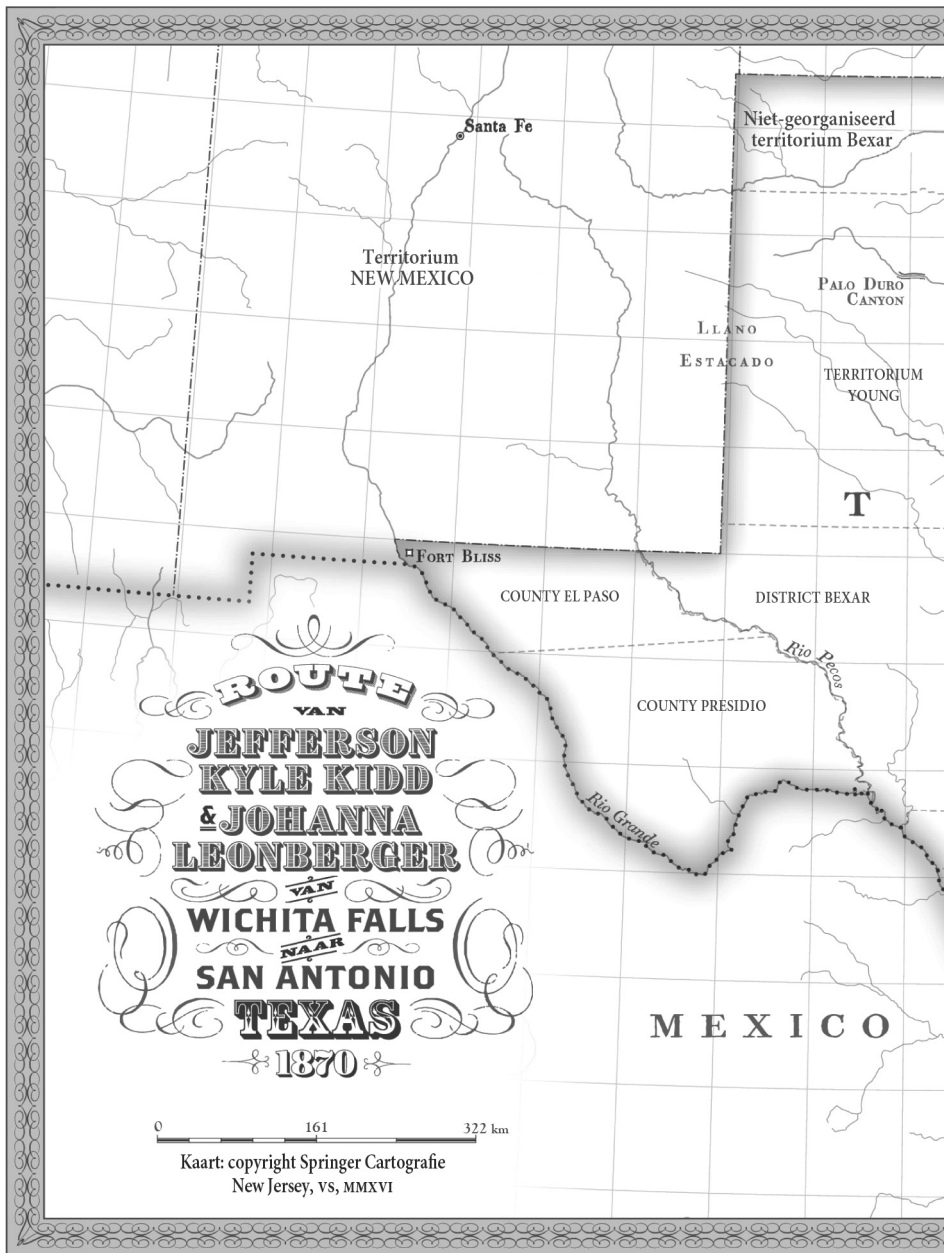 Santa Fe
Niet-georganiseerd
territorium Bexar
Territorium
NEW MEXICO
PALO DURO
CANYON
LLANO
ESTACADO
TERRITORIUM
YOUNG
T
FORT BLISS
COUNTY EL PASO
DISTRICT BEXAR
Rio Pecos
COUNTY PRESIDIO
Rio Grande
ROUTE
VAN
JEFFERSON
KYLE KIDD
& JOHANNA
LEONBERGER
VAN
WICHITA FALLS
NAAR
SAN ANTONIO
TEXAS
1870
MEXICO
0 161 322 km
Kaart: copyright Springer Cartografie
New Jersey, VS, MMXVI